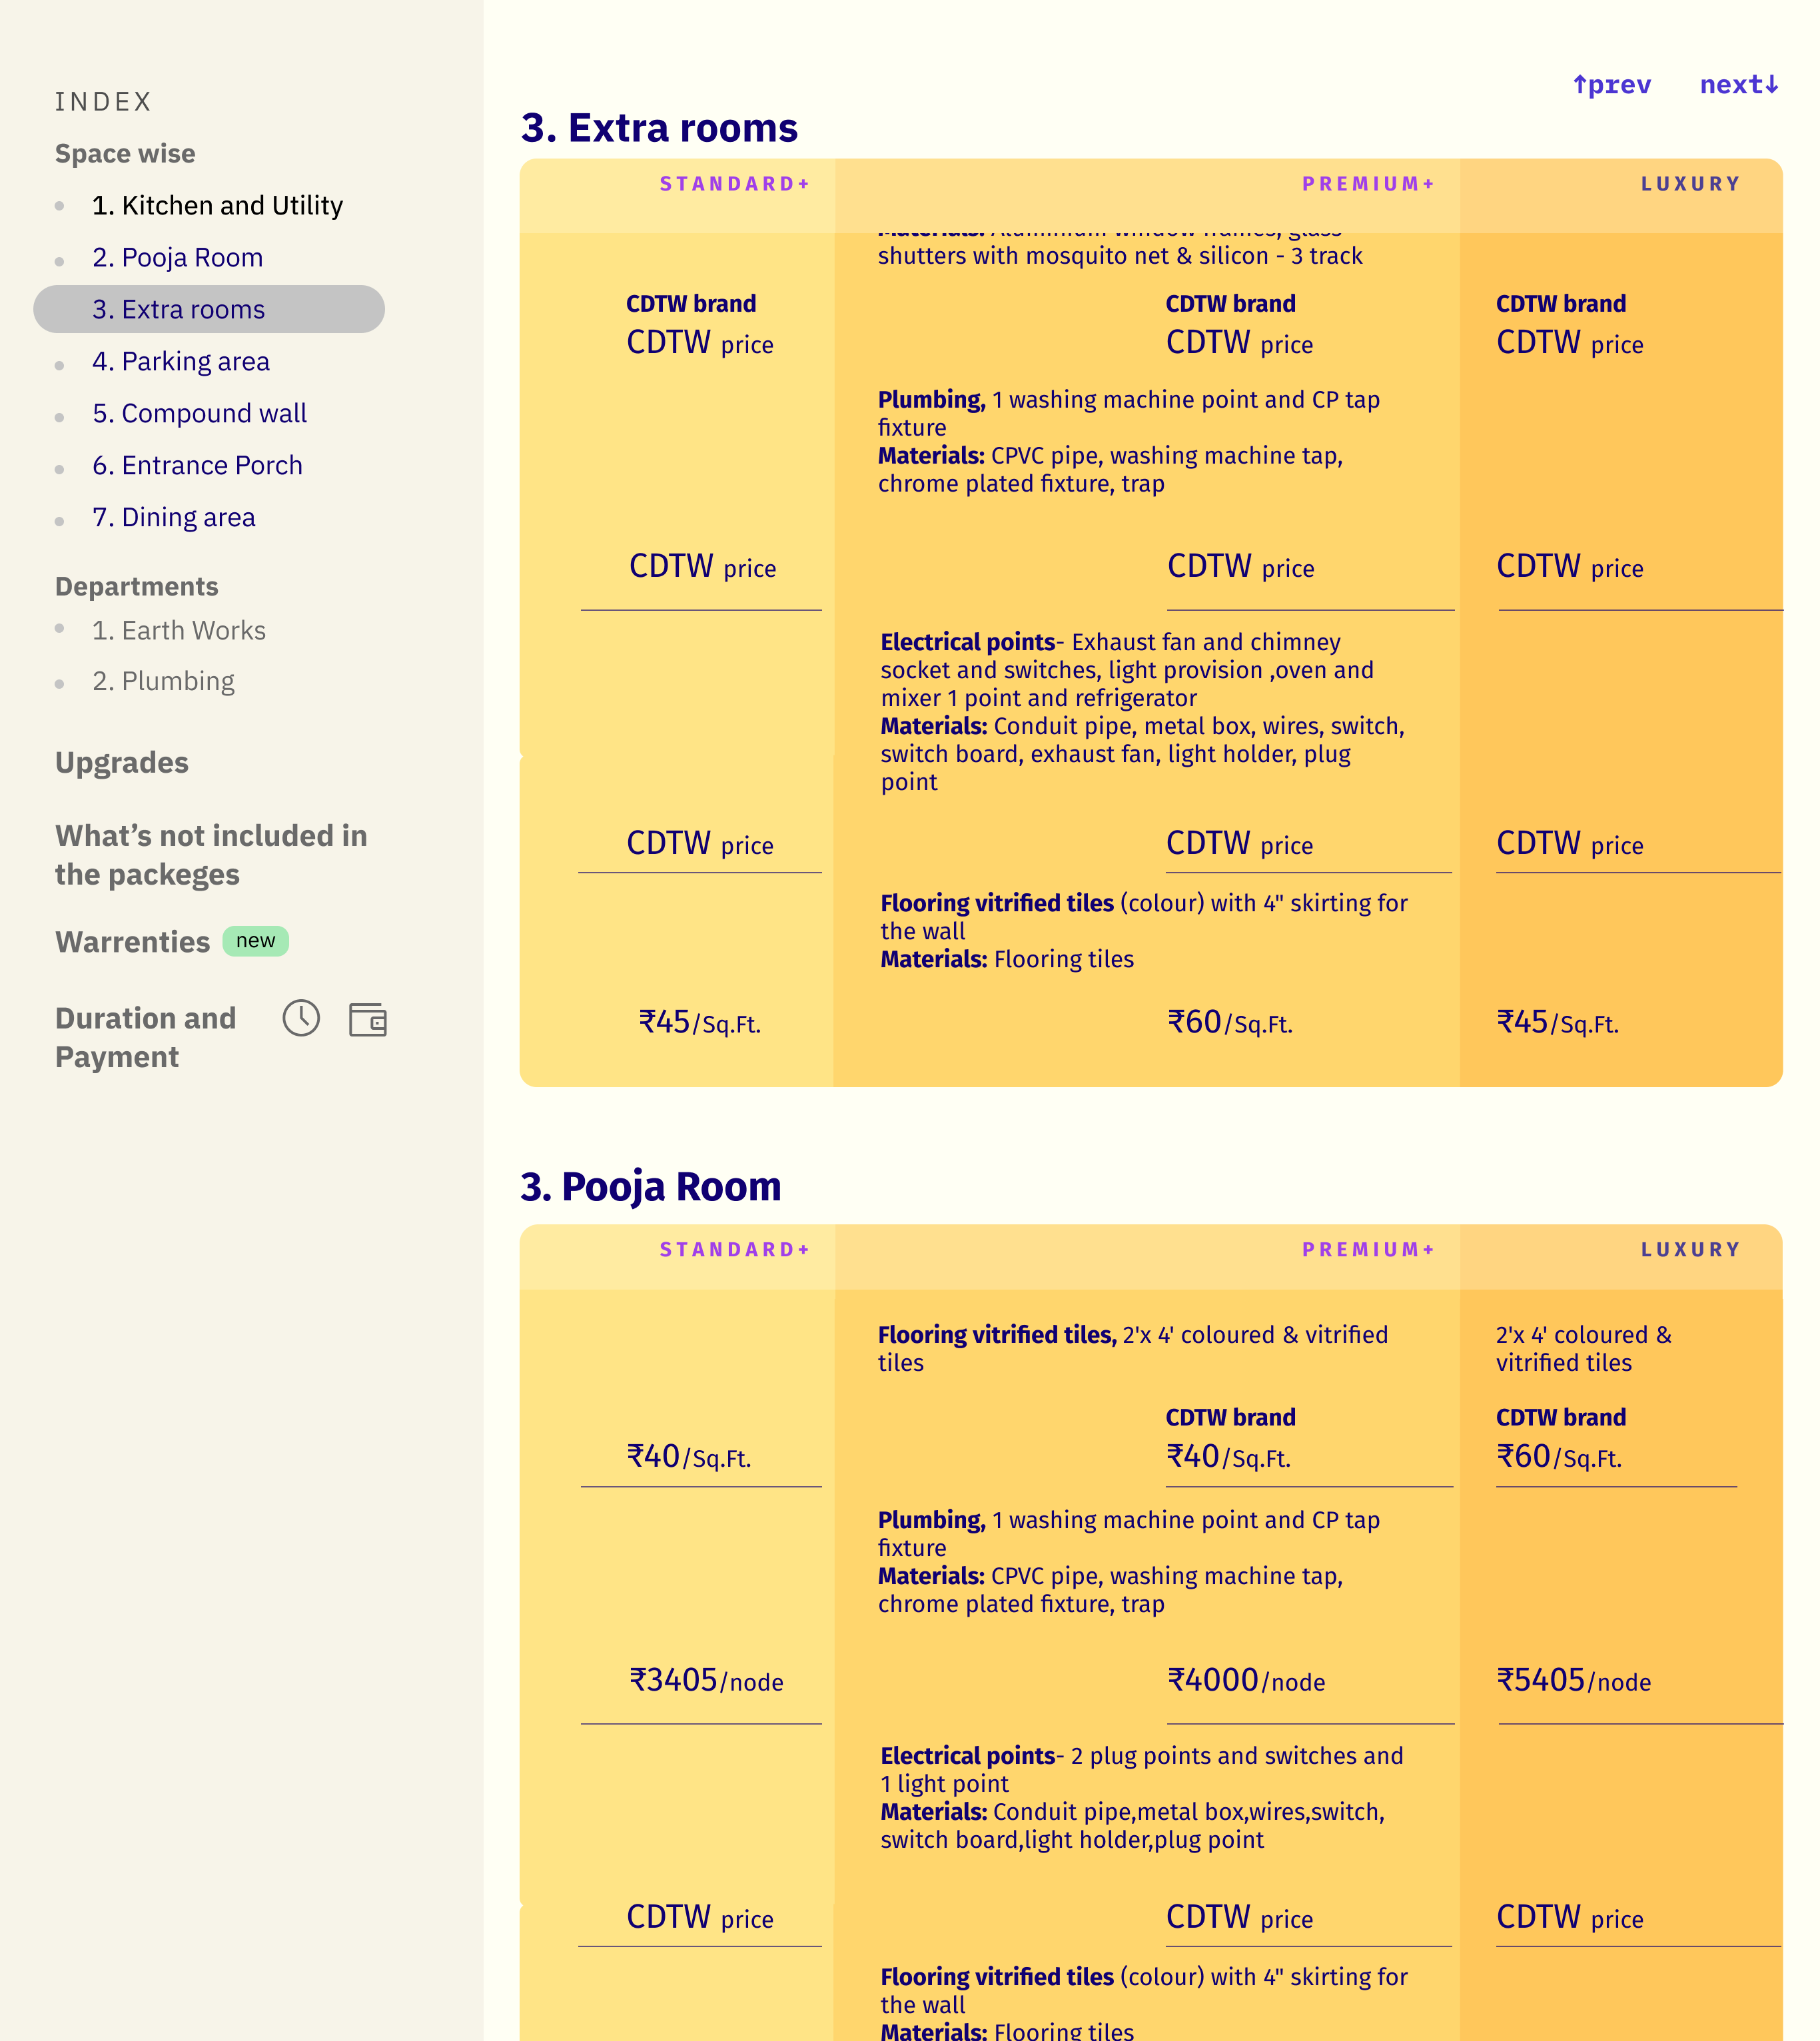 ↑prev next↓
INDEX
Space wise
1. Kitchen and Utility
2. Pooja Room
3. Extra rooms
4. Parking area
5. Compound wall
6. Entrance Porch
7. Dining area
Departments
1. Earth Works
2. Plumbing
Upgrades
What’s not included in
the packeges
Warrenties new
Duration and
Payment
3. Extra rooms
STANDARD+ PREMIUM+ LUXURY
Materials: Aluminium window frames, glass
shutters with mosquito net & silicon - 3 track
CDTW brand CDTW brand CDTW brand
CDTW price CDTW price CDTW price
Plumbing, 1 washing machine point and CP tap
fixture
Materials: CPVC pipe, washing machine tap,
chrome plated fixture, trap
CDTW price CDTW price CDTW price
Electrical points- Exhaust fan and chimney
socket and switches, light provision ,oven and
mixer 1 point and refrigerator
Materials: Conduit pipe, metal box, wires, switch,
switch board, exhaust fan, light holder, plug
point
CDTW price CDTW price CDTW price
Flooring vitrified tiles (colour) with 4" skirting for
the wall
Materials: Flooring tiles
₹45/Sq.Ft. ₹60/Sq.Ft. ₹45/Sq.Ft.
3. Pooja Room
STANDARD+ PREMIUM+ LUXURY
Flooring vitrified tiles, 2'x 4' coloured & vitrified
tiles
2'x 4' coloured &
vitrified tiles
CDTW brand CDTW brand
₹40/Sq.Ft. ₹40/Sq.Ft. ₹60/Sq.Ft.
Plumbing, 1 washing machine point and CP tap
fixture
Materials: CPVC pipe, washing machine tap,
chrome plated fixture, trap
₹3405/node ₹4000/node ₹5405/node
Electrical points- 2 plug points and switches and
1 light point
Materials: Conduit pipe,metal box,wires,switch,
switch board,light holder,plug point
CDTW price CDTW price CDTW price
Flooring vitrified tiles (colour) with 4" skirting for
the wall
Materials: Flooring tiles